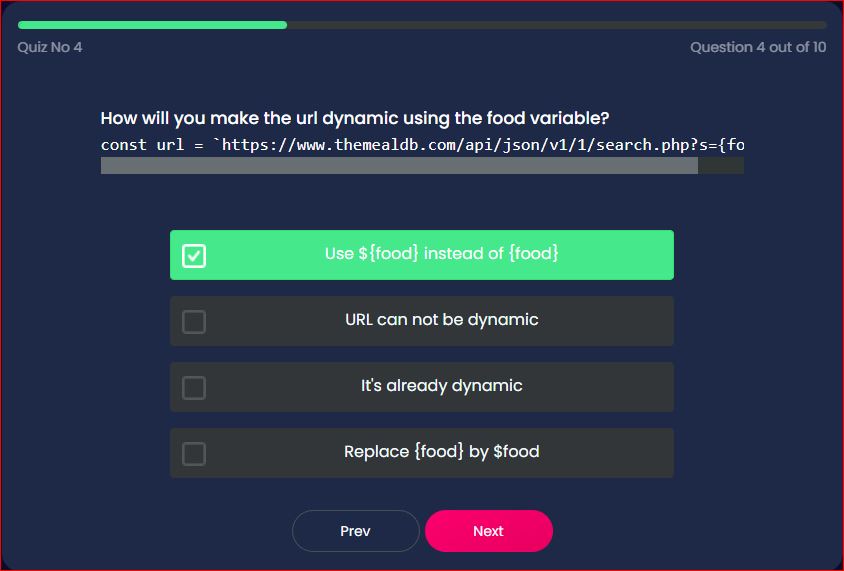 Quiz No 4
Question 4 out of 10
How will you make the url dynamic using the food variable?
const url = `https://www.themealdb.com/api/json/v1/1/search.php?s={fo
Use ${food} instead of {food}
URL can not be dynamic
It's already dynamic
Replace {food} by $food
Prev
Next